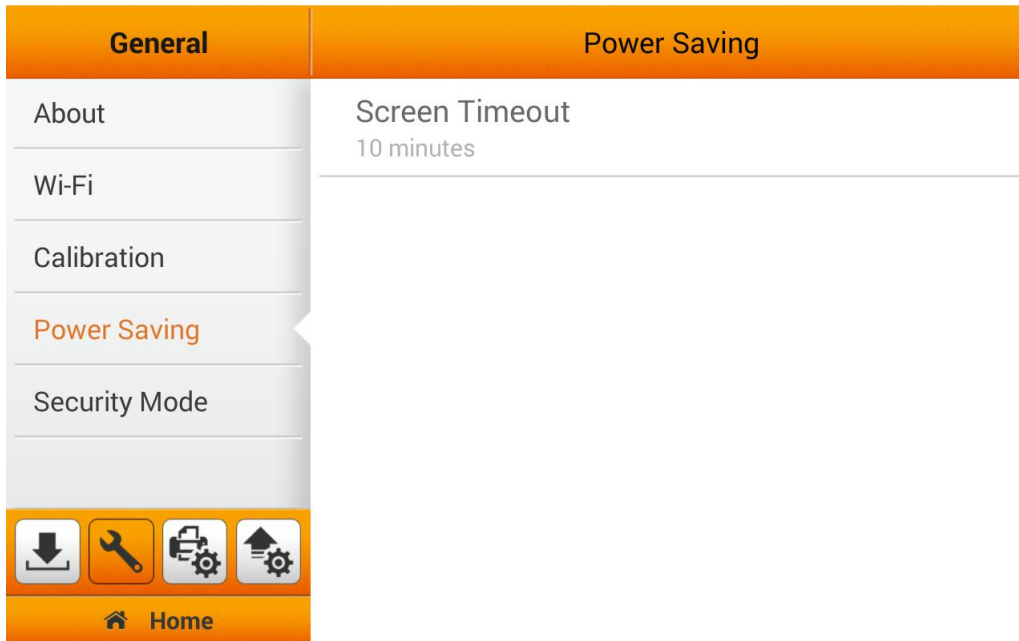 General
Power Saving
About
Wi-Fi
Calibration
Power Saving
Security Mode
Home
Screen Timeout
10 minutes